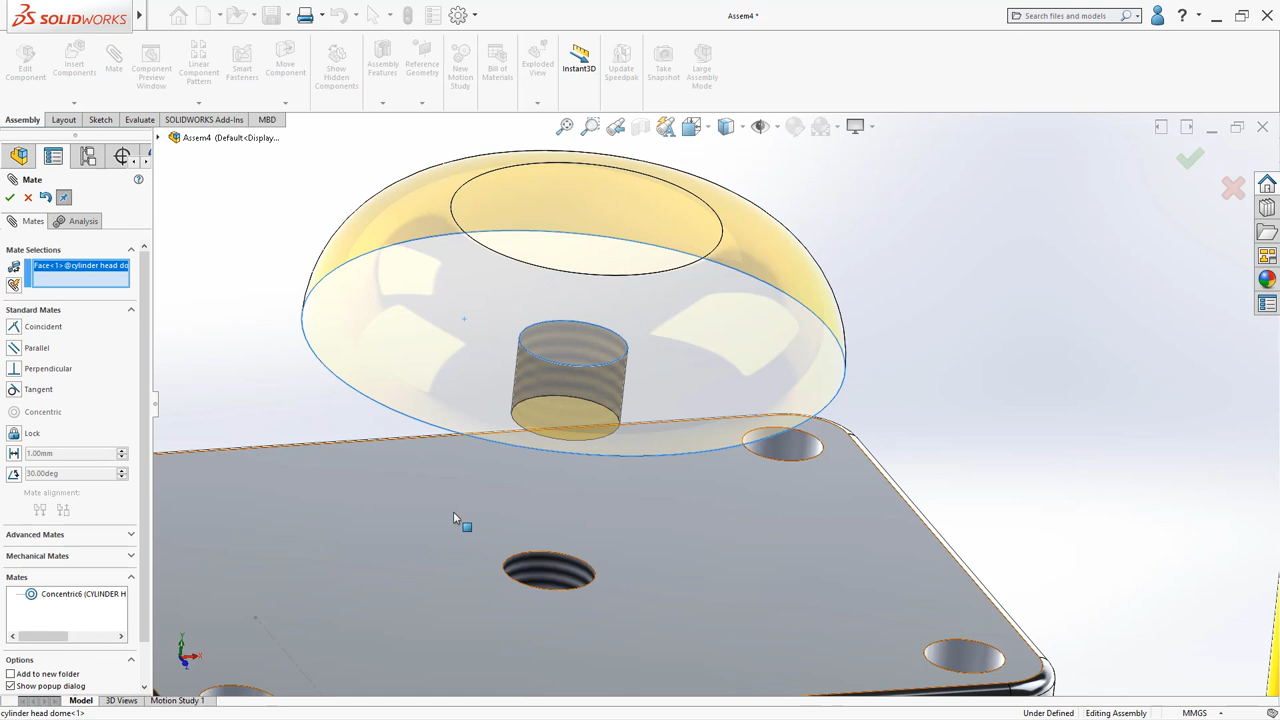 SOLIDWORKS
Assem4 *
Search files and models
Edit Component
Insert Components
Mate
Component Preview Window
Linear Component Pattern
Smart Fasteners
Move Component
Show Hidden Components
Assembly Features
Reference Geometry
New Motion Study
Bill of Materials
Exploded View
Instant3D
Update Speedpak
Take Snapshot
Large Assembly Mode
Assembly
Layout
Sketch
Evaluate
SOLIDWORKS Add-Ins
MBD
Assem4 (Default<Display...
Mate
Mates
Analysis
Mate Selections
Face<1>@cylinder head do
Standard Mates
Coincident
Parallel
Perpendicular
Tangent
Concentric
Lock
1.00mm
30.00deg
Mate alignment:
Advanced Mates
Mechanical Mates
Mates
Concentric6 (CYLINDER H
Options
Add to new folder
Show popup dialog
Model
3D Views
Motion Study 1
cylinder head dome<1>
Under Defined
Editing Assembly
MMGS